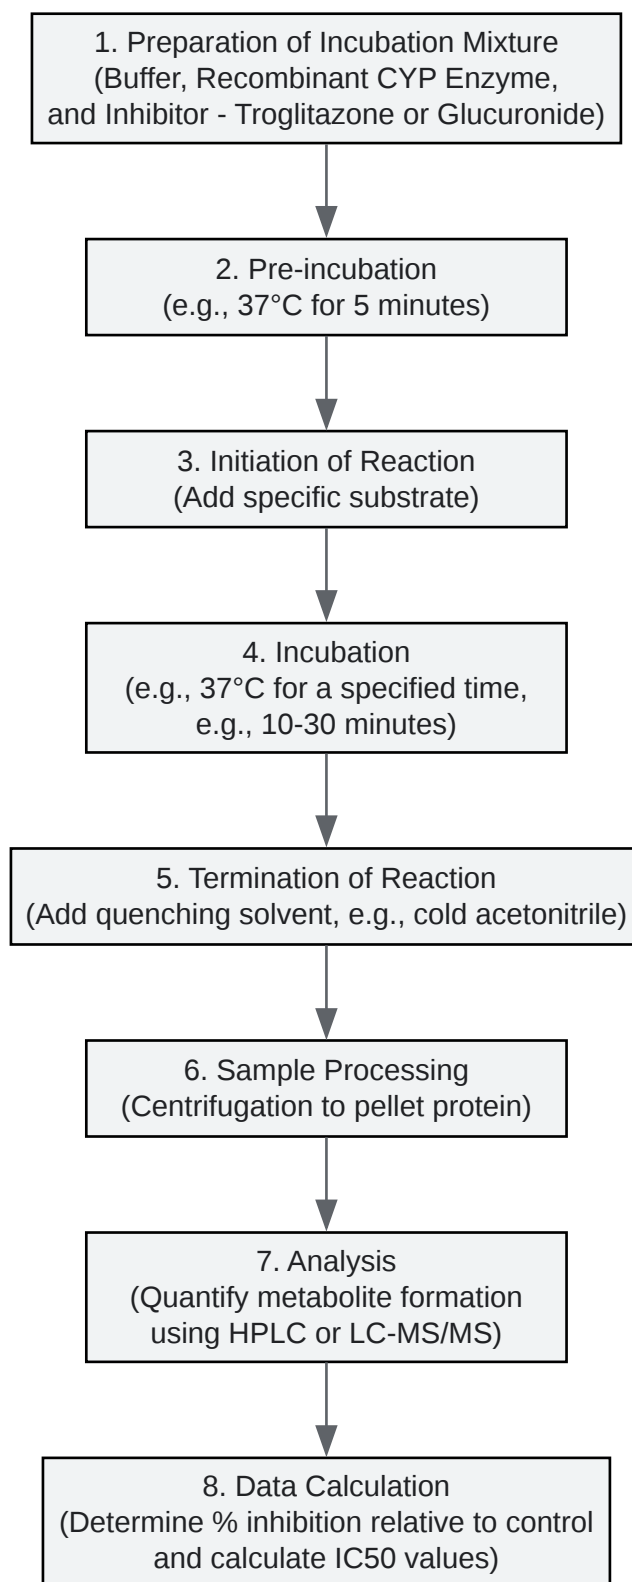 1. Preparation of Incubation Mixture
(Buffer, Recombinant CYP Enzyme,
and Inhibitor - Troglitazone or Glucuronide)
2. Pre-incubation
(e.g., 37°C for 5 minutes)
3. Initiation of Reaction
(Add specific substrate)
4. Incubation
(e.g., 37°C for a specified time,
e.g., 10-30 minutes)
5. Termination of Reaction
(Add quenching solvent, e.g., cold acetonitrile)
6. Sample Processing
(Centrifugation to pellet protein)
7. Analysis
(Quantify metabolite formation
using HPLC or LC-MS/MS)
8. Data Calculation
(Determine % inhibition relative to control
and calculate IC50 values)